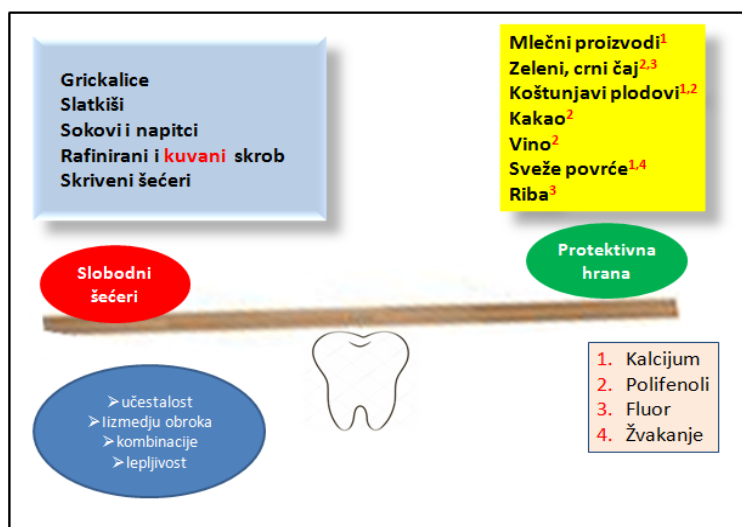 Grickalice
Slatkiši
Sokovi i napitci
Rafinirani i kuvani skrob
Skriveni šećeri
Mlečni proizvodi1
Zeleni, crni čaj2,3
Koštunjavi plodovi1,2
Kakao2
Vino2
Sveže povrće1,4
Riba3
Slobodni
šećeri
Protektivna
hrana
➢učestalost
➢Iizmedju obroka
➢kombinacije
➢lepljivost
1. Kalcijum
2. Polifenoli
3. Fluor
4. Žvakanje